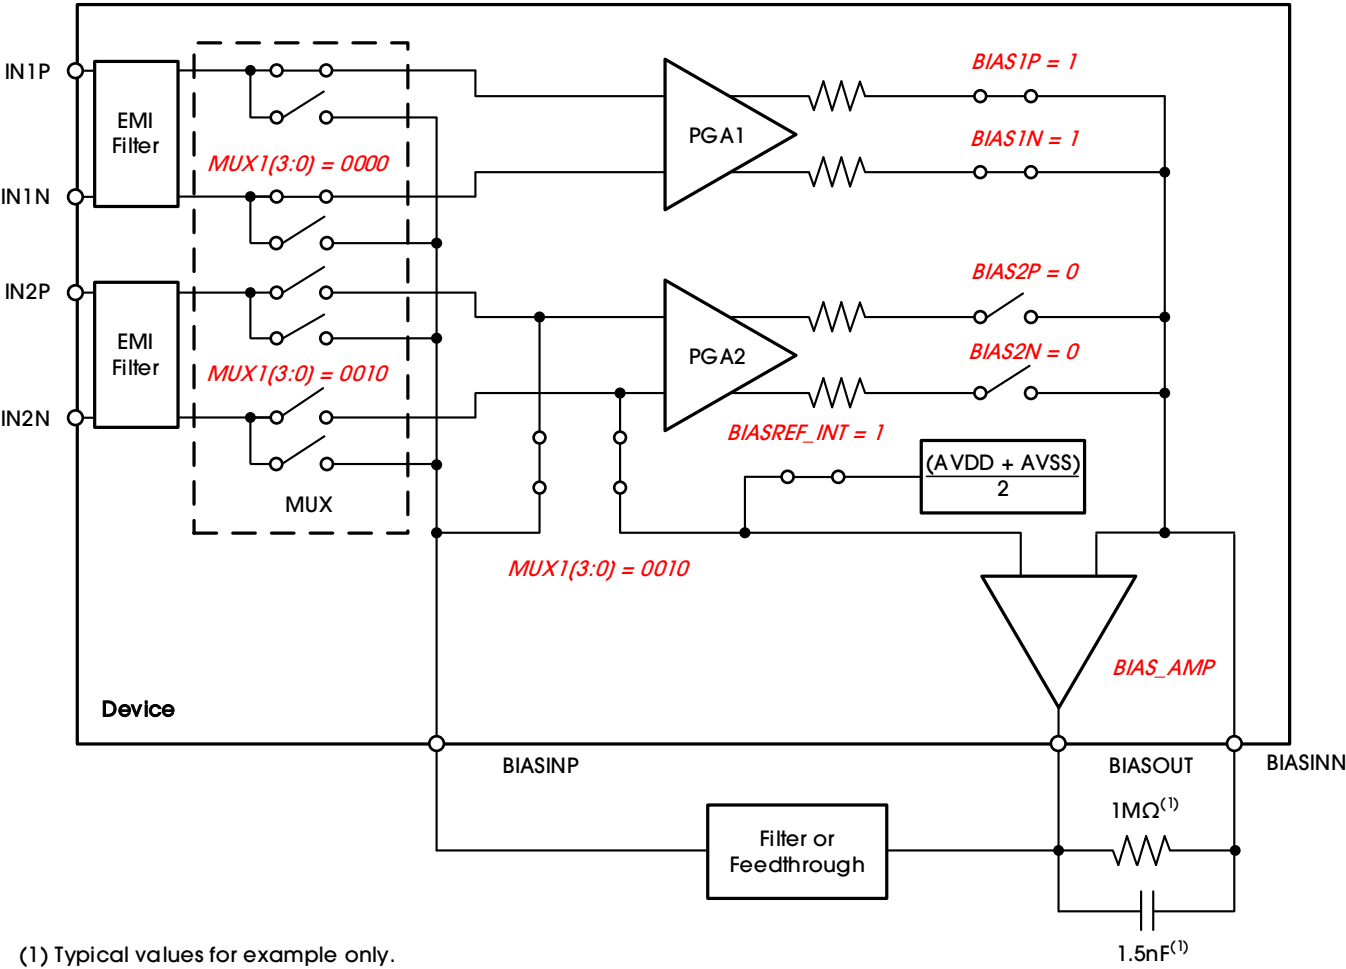 IN1P
EMI
Filter
IN1N
MUX1(3:0) = 0000
PGA1
BIAS1P = 1
BIAS1N = 1
IN2P
EMI
Filter
IN2N
MUX1(3:0) = 0010
MUX
PGA2
BIAS2P = 0
BIAS2N = 0
BIASREF_INT = 1
(AVDD + AVSS)
2
MUX1(3:0) = 0010
BIAS_AMP
Device
BIASINP
BIASOUT
BIASINN
1MΩ(1)
Filter or
Feedthrough
1.5nF(1)
(1) Typical values for example only.